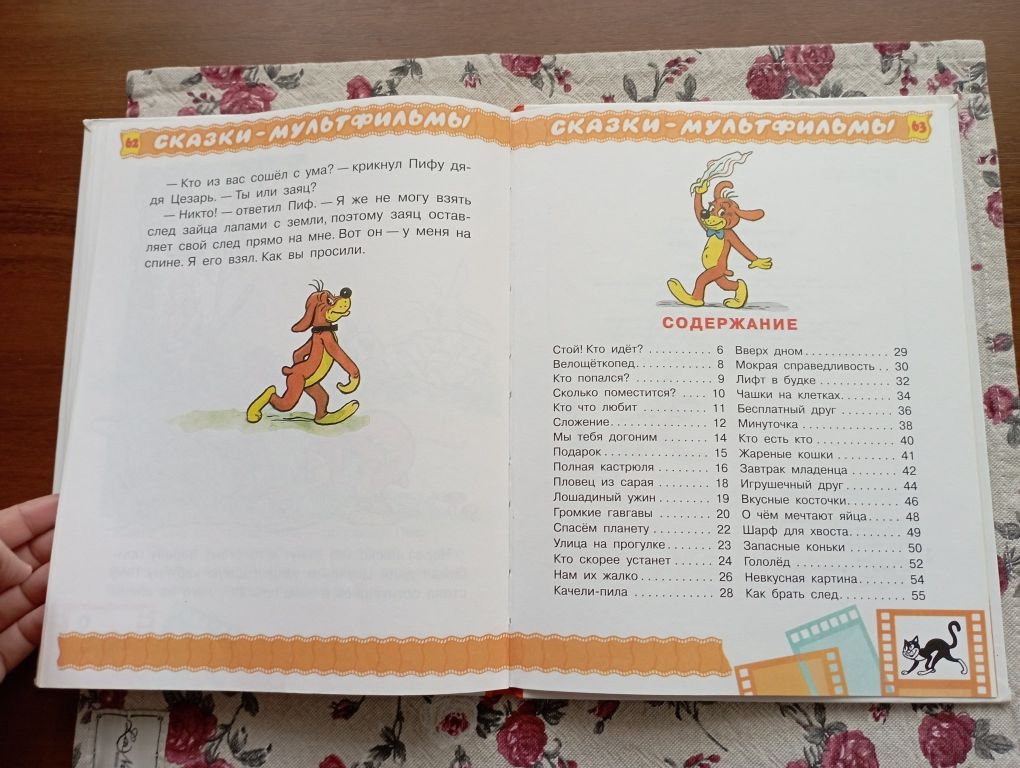 62 СКАЗКИ-МУЛЬТФИЛЬМЫ
— Кто из вас сошёл с ума? — крикнул Пифу дя-
дя Цезарь. — Ты или заяц?
— Никто! — ответил Пиф. — Я же не могу взять
след зайца лапами с земли, поэтому заяц остав-
ляет свой след прямо на мне. Вот он — у меня на
спине. Я его взял. Как вы просили.
СКАЗКИ-МУЛЬТФИЛЬМЫ 63
СОДЕРЖАНИЕ
Стой! Кто идёт? .......... 6
Велощёткопед. ........... 8
Кто попался? ............ 9
Сколько поместится? .... 10
Кто что любит .......... 11
Сложение............... 12
Мы тебя догоним ....... 14
Подарок................ 15
Полная кастрюля ........ 16
Пловец из сарая ........ 18
Лошадиный ужин ........ 19
Громкие гавгавы ........ 20
Спасём планету ......... 22
Улица на прогулке....... 23
Кто скорее устанет ...... 24
Нам их жалко ........... 26
Качели-пила ............ 28
Вверх дном............. 29
Мокрая справедливость .. 30
Лифт в будке ........... 32
Чашки на клетках........ 34
Бесплатный друг ........ 36
Минуточка .............. 38
Кто есть кто ............ 40
Жареные кошки ......... 41
Завтрак младенца ....... 42
Игрушечный друг ........ 44
Вкусные косточки........ 46
О чём мечтают яйца..... 48
Шарф для хвоста........ 49
Запасные коньки ........ 50
Гололёд ................ 52
Невкусная картина....... 54
Как брать след.......... 55